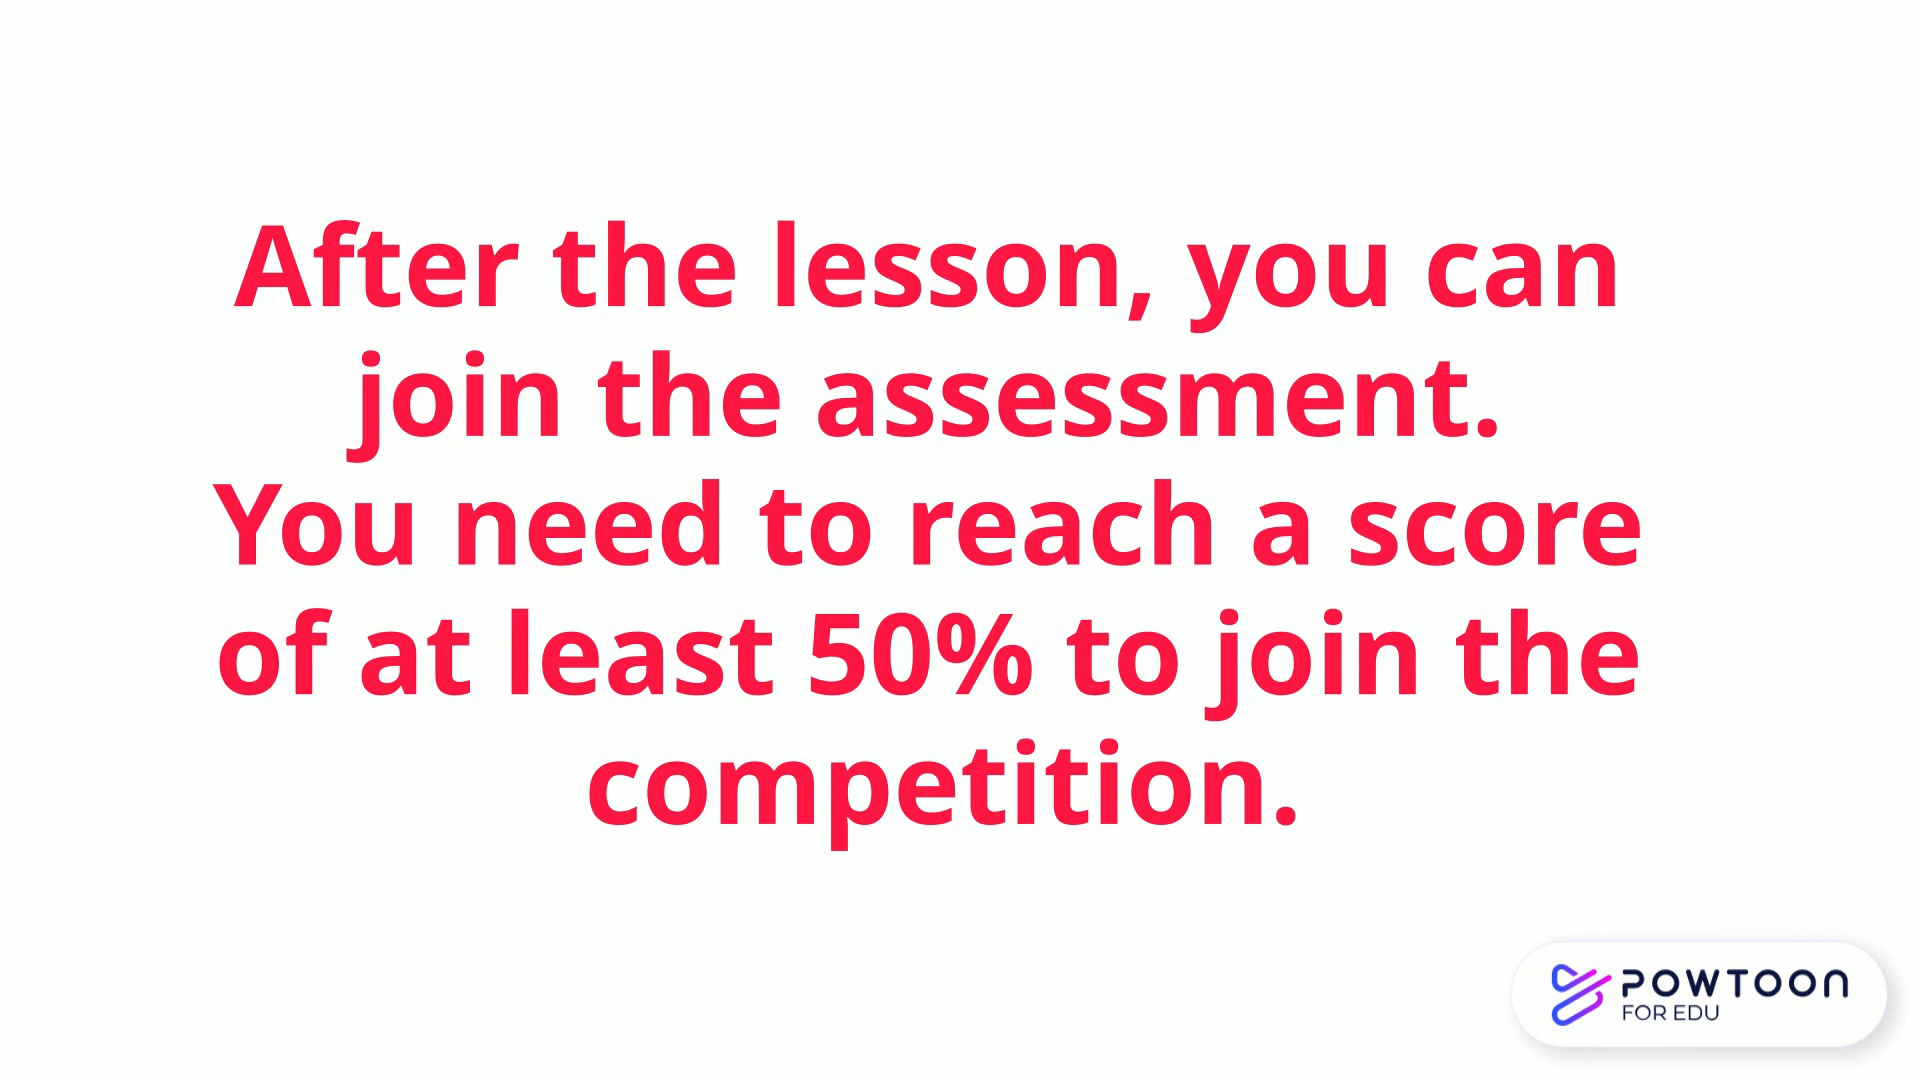 After the lesson, you can
join the assessment.
You need to reach a score
of at least 50% to join the
competition.
POWTOON
FOR EDU